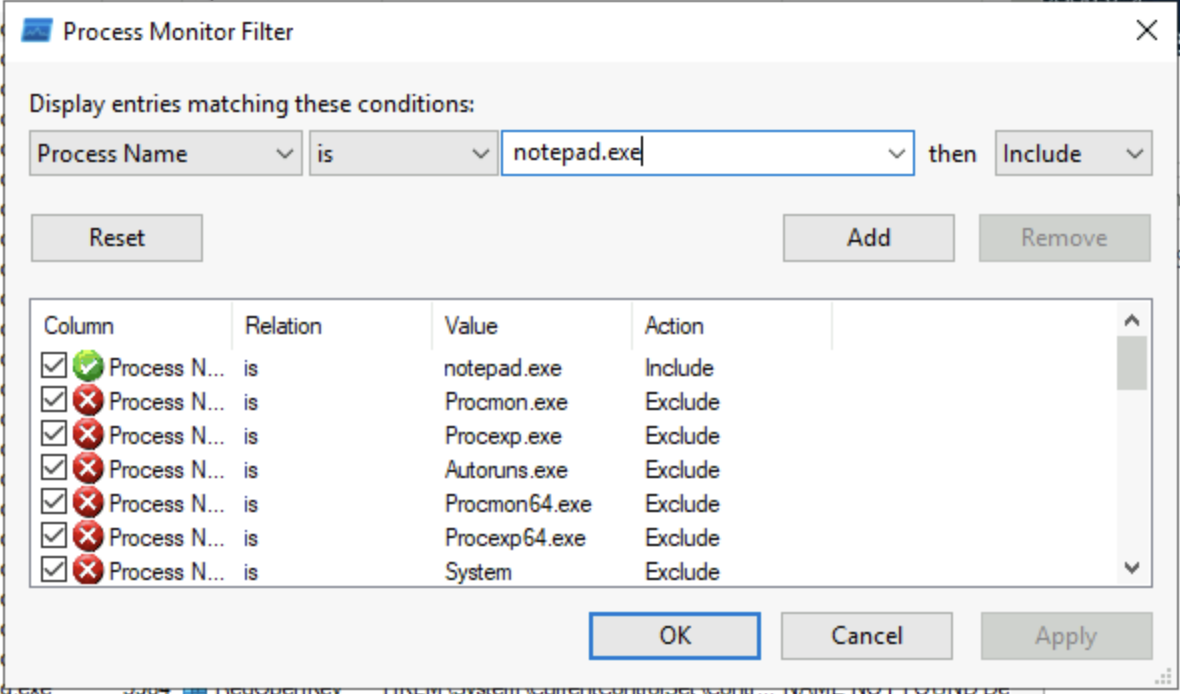 Process Monitor Filter
Display entries matching these conditions:
Process Name is notepad.exe then Include
Reset Add Remove
Column Relation Value Action
Process N... is notepad.exe Include
Process N... is Procmon.exe Exclude
Process N... is Procexp.exe Exclude
Process N... is Autoruns.exe Exclude
Process N... is Procmon64.exe Exclude
Process N... is Procexp64.exe Exclude
Process N... is System Exclude
OK Cancel Apply